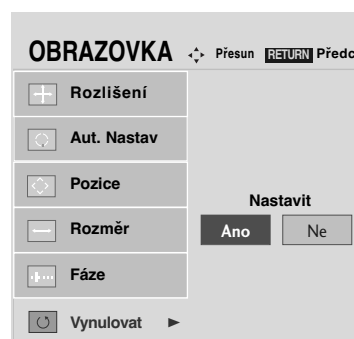 OBRAZOVKA Přesun RETURN Předc
Rozlišení
Aut. Nastav
Pozice
Nastavit
Rozměr
Ano Ne
Fáze
Vynulovat